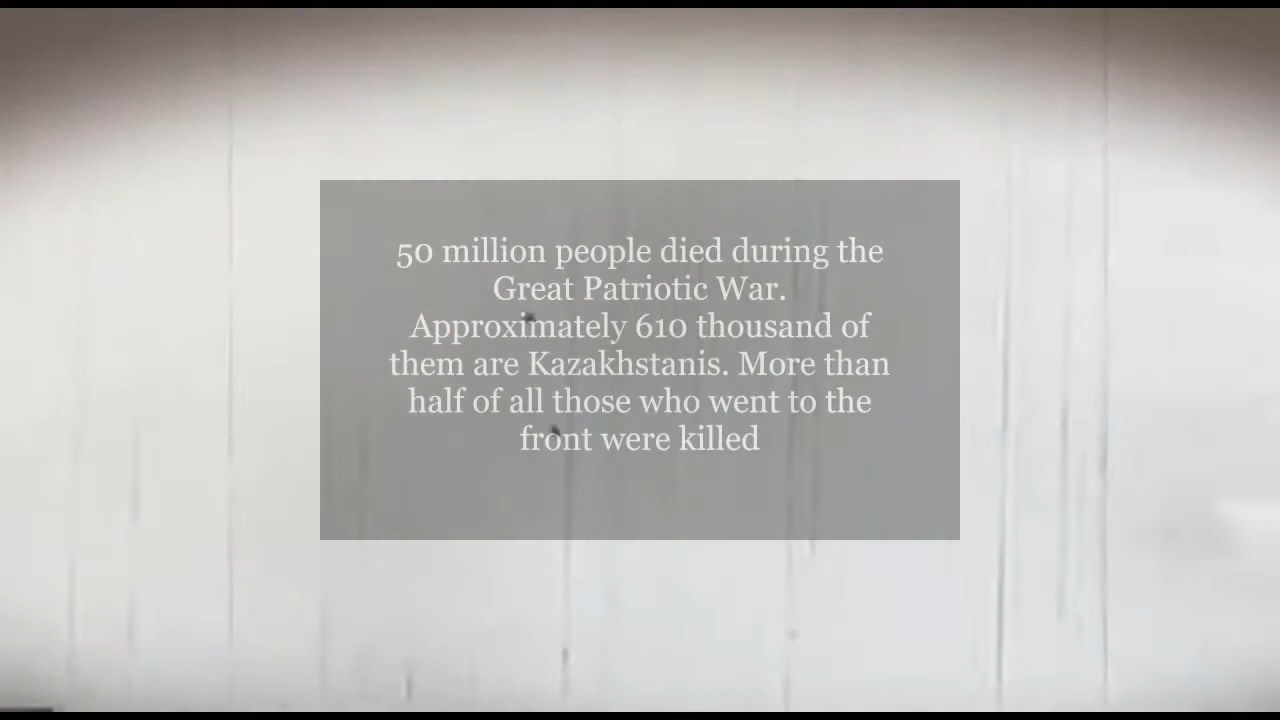 50 million people died during the
Great Patriotic War.
Approximately 610 thousand of
them are Kazakhstanis. More than
half of all those who went to the
front were killed